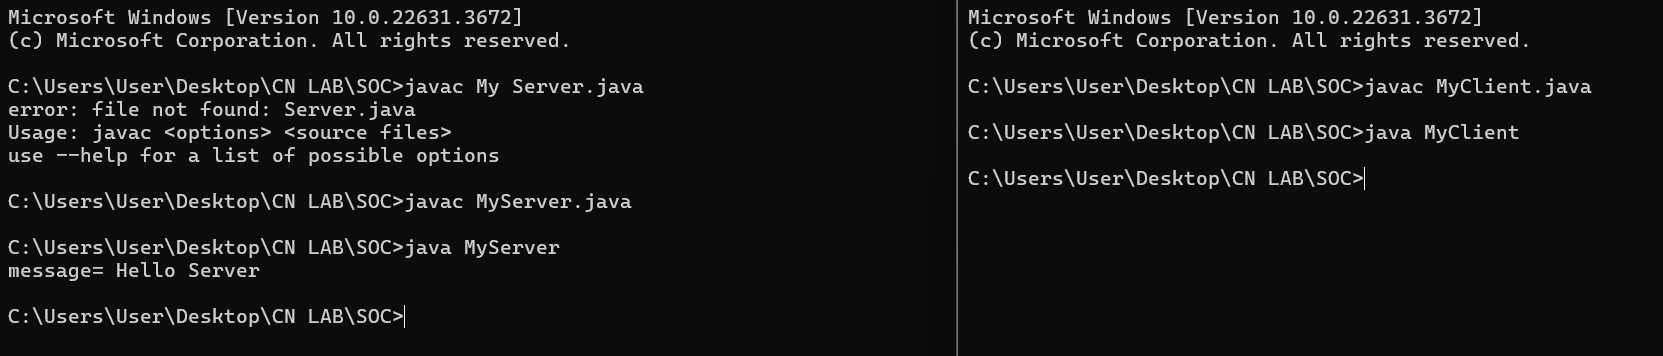 Microsoft Windows [Version 10.0.22631.3672]
(c) Microsoft Corporation. All rights reserved.
C:\Users\User\Desktop\CN LAB\SOC>javac My Server.java
error: file not found: Server.java
Usage: javac <options> <source files>
use --help for a list of possible options
C:\Users\User\Desktop\CN LAB\SOC>javac MyServer.java
C:\Users\User\Desktop\CN LAB\SOC>java MyServer
message= Hello Server
C:\Users\User\Desktop\CN LAB\SOC>
Microsoft Windows [Version 10.0.22631.3672]
(c) Microsoft Corporation. All rights reserved.
C:\Users\User\Desktop\CN LAB\SOC>javac MyClient.java
C:\Users\User\Desktop\CN LAB\SOC>java MyClient
C:\Users\User\Desktop\CN LAB\SOC>